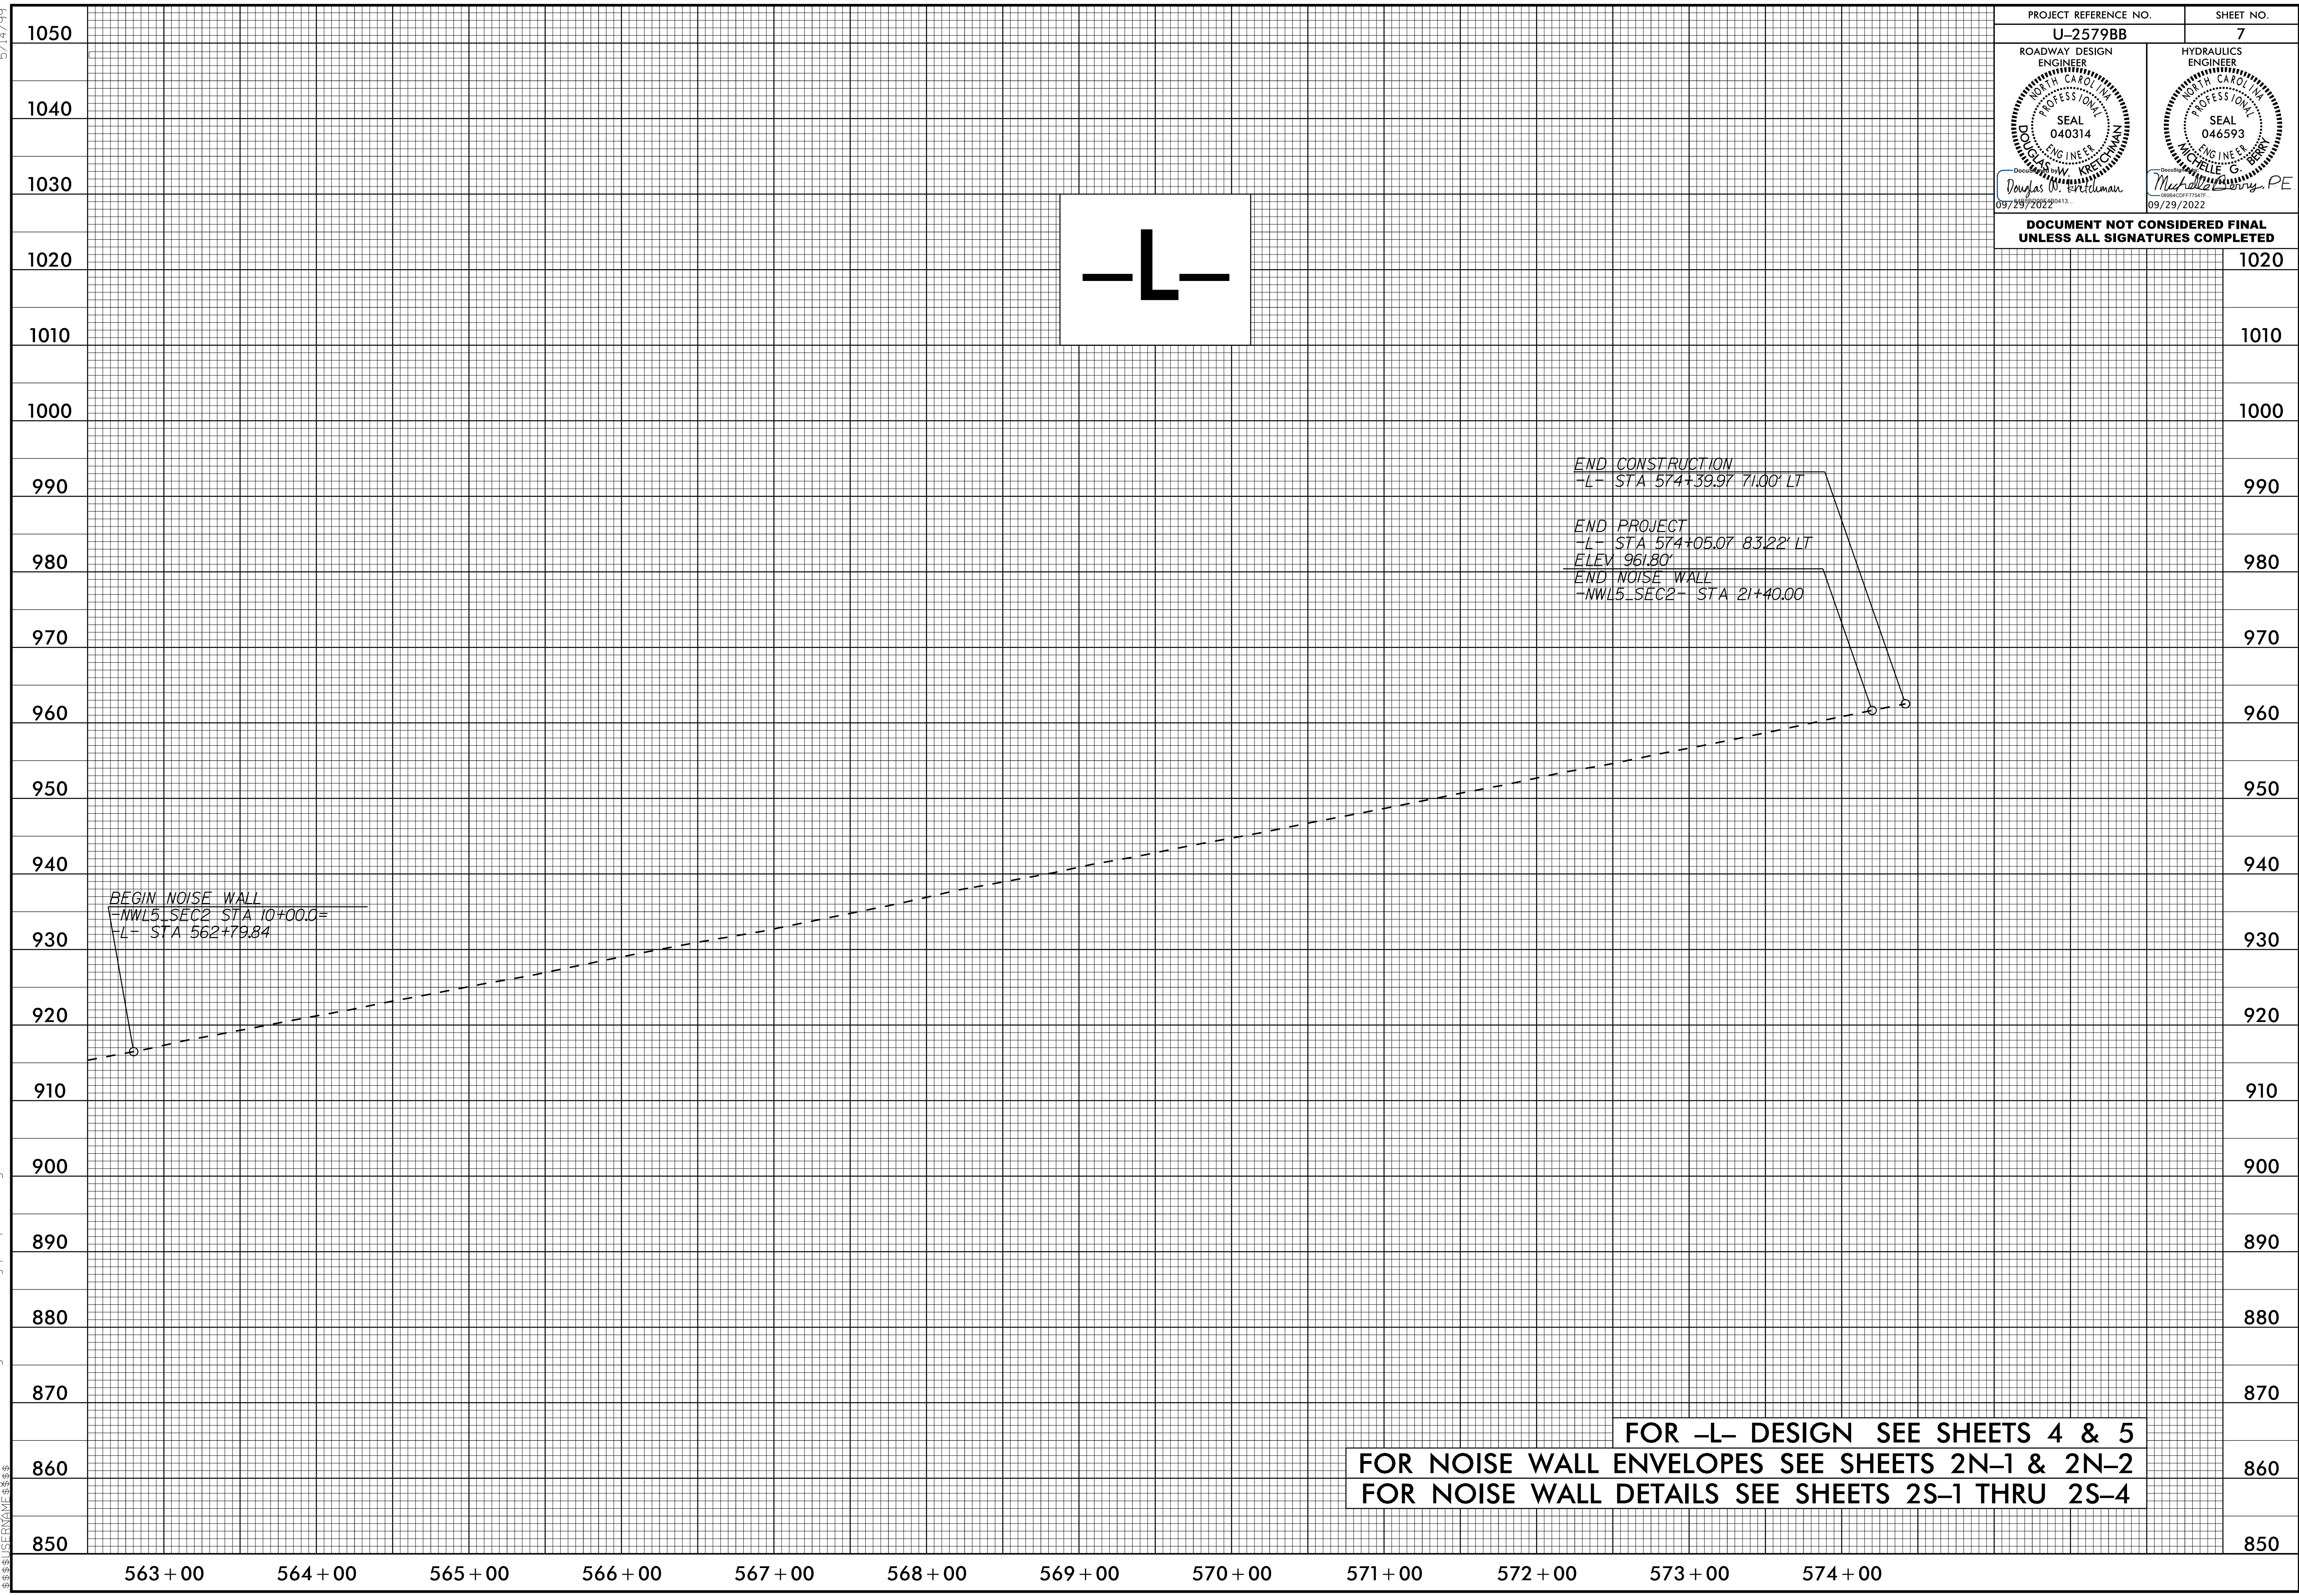 PROJECT REFERENCE NO. SHEET NO.
U–2579BB 7
ROADWAY DESIGN ENGINEER
HYDRAULICS ENGINEER
NORTH CAROLINA
PROFESSIONAL
SEAL
040314
ENGINEER
DOUGLAS W. KRETCHMAN
NORTH CAROLINA
PROFESSIONAL
SEAL
046593
ENGINEER
MICHELLE G. BERRY
Douglas W. Kretchman
09/29/2022
Michelle Berry, PE
09/29/2022
DOCUMENT NOT CONSIDERED FINAL
UNLESS ALL SIGNATURES COMPLETED
5/14/99
1050
1040
1030
1020 1020
1010 1010
1000 1000
990 990
980 980
970 970
960 960
950 950
940 940
930 930
920 920
910 910
900 900
890 890
880 880
870 870
860 860
850 850
–L–
END CONSTRUCTION
-L- STA 574+39.97 71.00' LT
END PROJECT
-L- STA 574+05.07 83.22' LT
ELEV 961.80'
END NOISE WALL
-NWL5_SEC2- STA 21+40.00
BEGIN NOISE WALL
-NWL5_SEC2 STA 10+00.0=
-L- STA 562+79.84
FOR –L– DESIGN SEE SHEETS 4 & 5
FOR NOISE WALL ENVELOPES SEE SHEETS 2N–1 & 2N–2
FOR NOISE WALL DETAILS SEE SHEETS 2S–1 THRU 2S–4
563+00 564+00 565+00 566+00 567+00 568+00 569+00 570+00 571+00 572+00 573+00 574+00
$$$$USERNAME$$$$